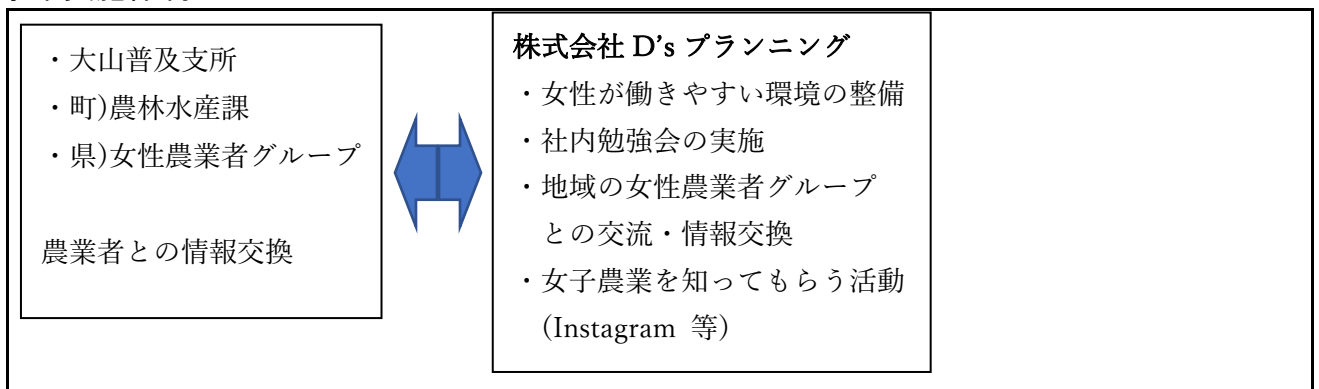 ・大山普及支所
・町)農林水産課
・県)女性農業者グループ
農業者との情報交換
株式会社 D’s プランニング
・女性が働きやすい環境の整備
・社内勉強会の実施
・地域の女性農業者グループ
との交流・情報交換
・女子農業を知ってもらう活動
(Instagram 等)